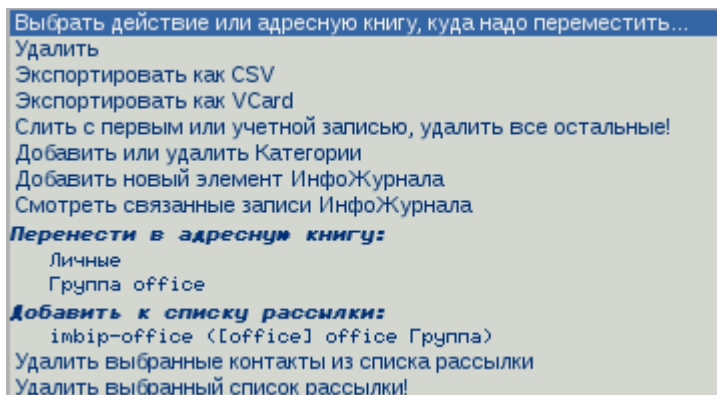 Выбрать действие или адресную книгу, куда надо переместить...
Удалить
Экспортировать как CSV
Экспортировать как VCard
Слить с первым или учетной записью, удалить все остальные!
Добавить или удалить Категории
Добавить новый элемент ИнфоЖурнала
Смотреть связанные записи ИнфоЖурнала
Перенести в адресную книгу:
Личные
Группа office
Добавить к списку рассылки:
imbip-office ([office] office Группа)
Удалить выбранные контакты из списка рассылки
Удалить выбранный список рассылки!